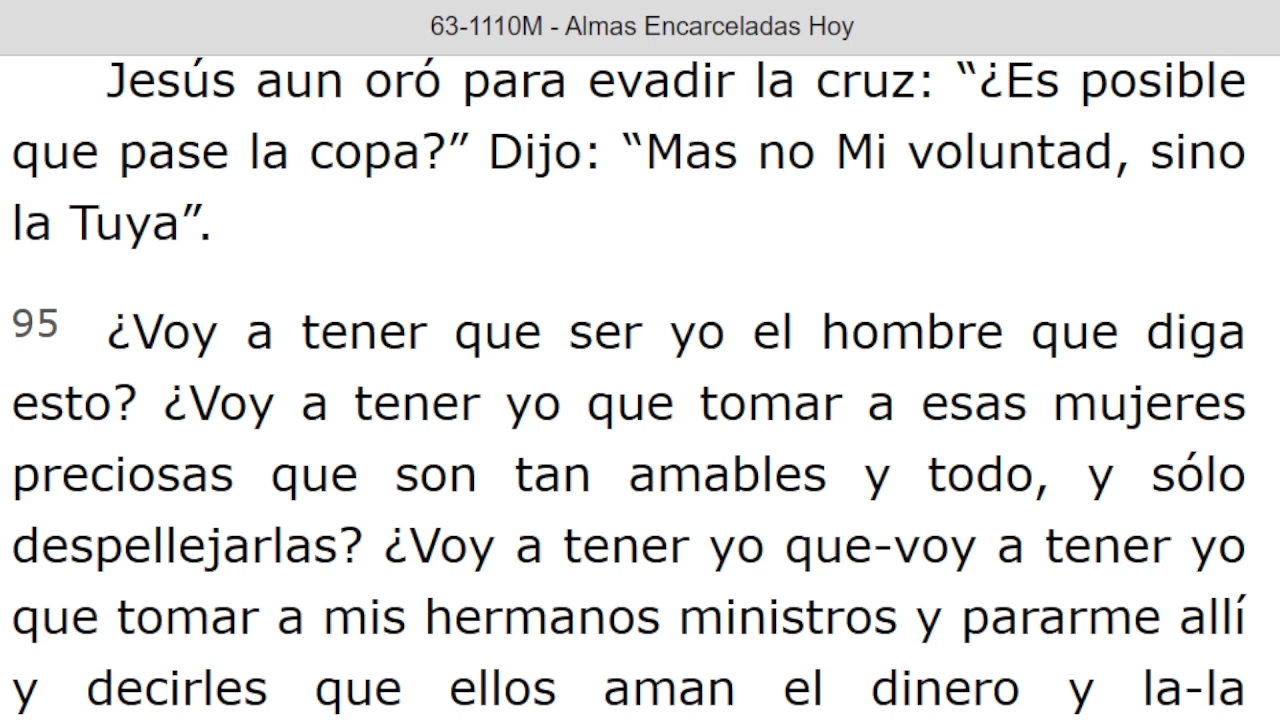 63-1110M - Almas Encarceladas Hoy
Jesús aun oró para evadir la cruz: “¿Es posible
que pase la copa?” Dijo: “Mas no Mi voluntad, sino
la Tuya”.
95 ¿Voy a tener que ser yo el hombre que diga
esto? ¿Voy a tener yo que tomar a esas mujeres
preciosas que son tan amables y todo, y sólo
despellejarlas? ¿Voy a tener yo que-voy a tener yo
que tomar a mis hermanos ministros y pararme allí
y decirles que ellos aman el dinero y la-la